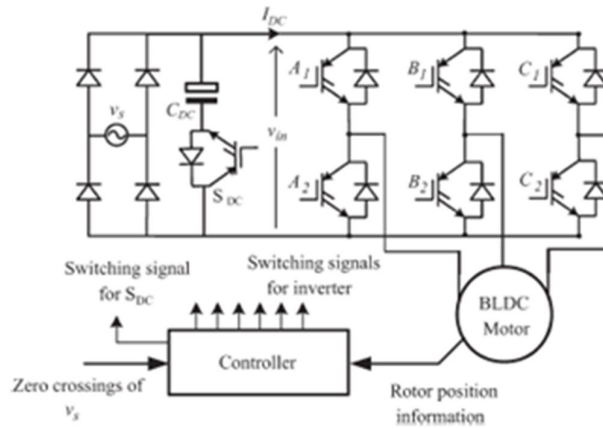 I_DC
A_1
B_1
C_1
v_s
C_DC
v_in
S_DC
A_2
B_2
C_2
Switching signal
for S_DC
Switching signals
for inverter
BLDC
Motor
Controller
Zero crossings of
v_s
Rotor position
information